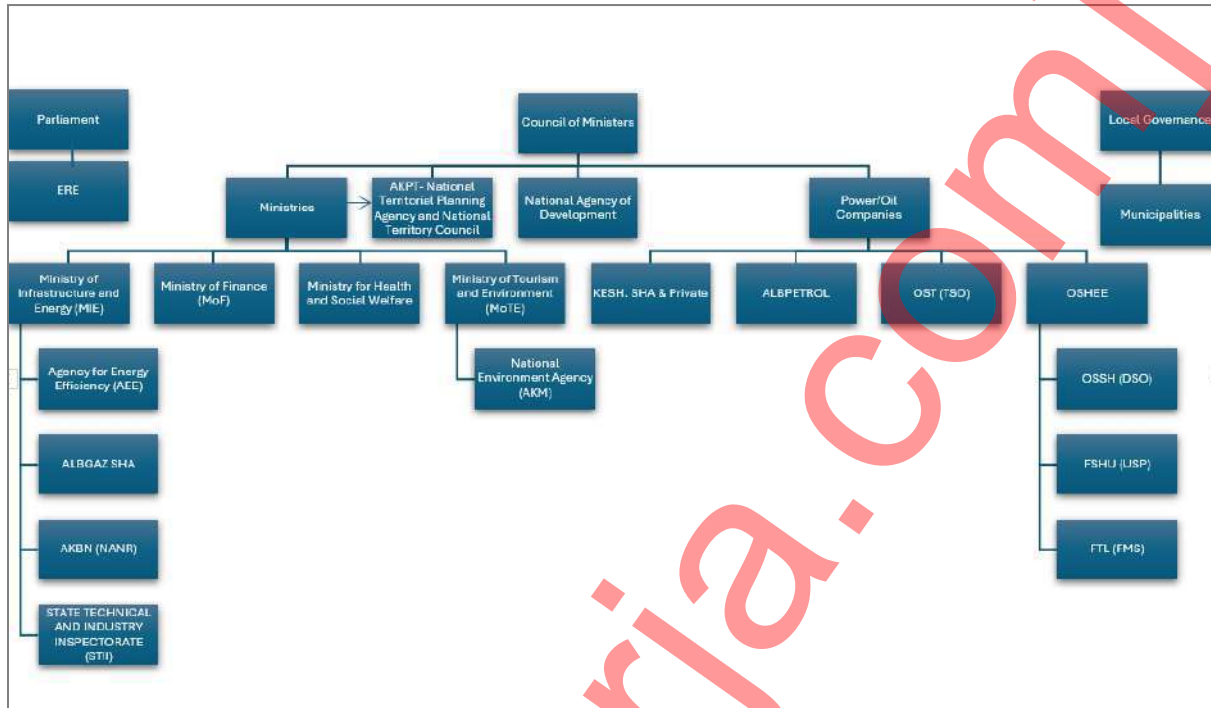 Parliament
Council of Ministers
Local Governance
ERE
Ministries
AKPT- National
Territorial Planning
Agency and National
Territory Council
National Agency of
Development
Power/Oil
Companies
Municipalities
Ministry of
Infrastructure and
Energy (MIE)
Ministry of Finance
(MoF)
Ministry for Health
and Social Welfare
Ministry of Tourism
and Environment
(MoTE)
KESH. SHA & Private
ALBPETROL
OST (TSO)
OSHEE
Agency for Energy
Efficiency (AEE)
National
Environment Agency
(AKM)
OSSH (DSO)
ALBGAZ SHA
FSHU (USP)
AKBN (NANR)
FTL (FMS)
STATE TECHNICAL
AND INDUSTRY
INSPECTORATE
(STII)
rja.com